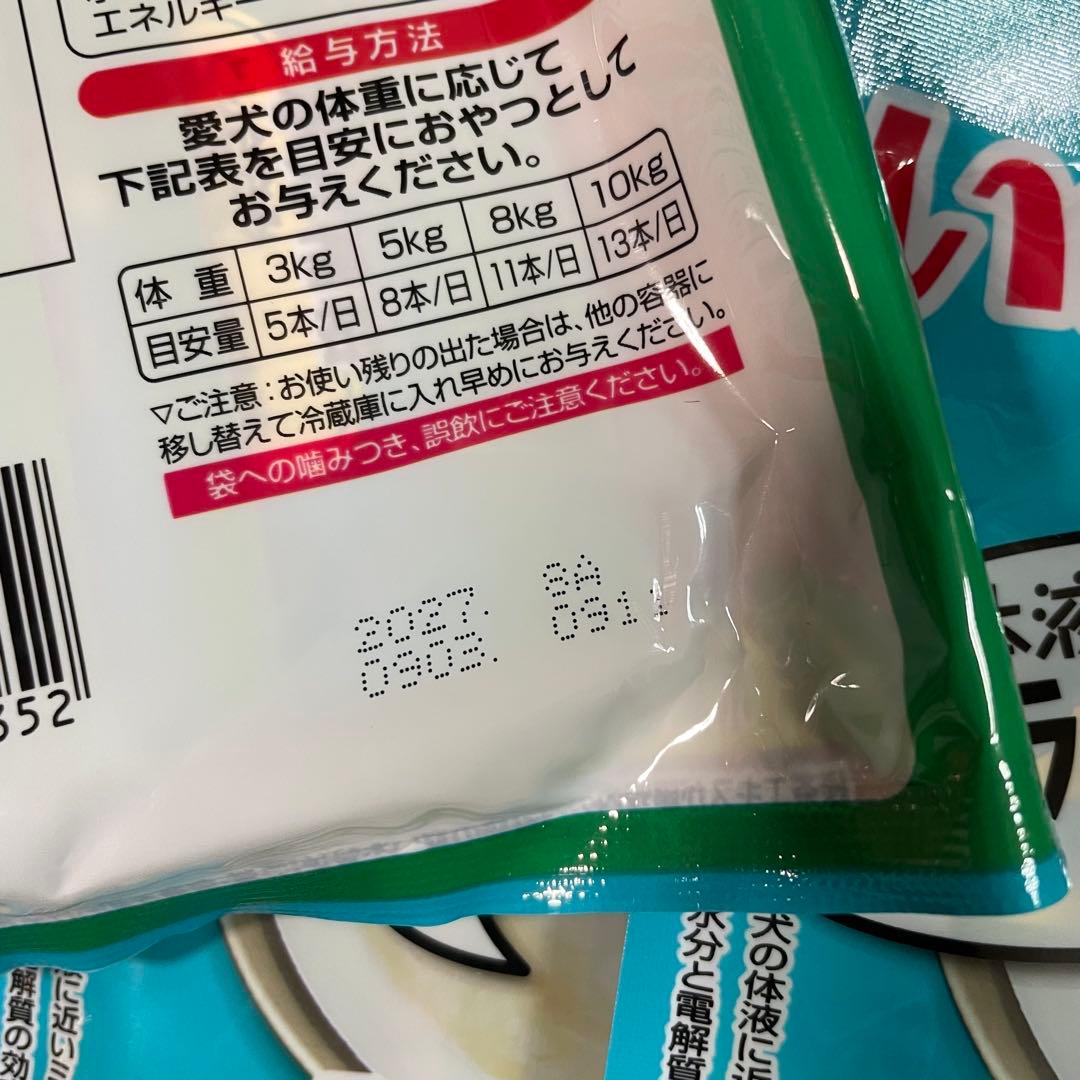 エネルギー
給与方法
愛犬の体重に応じて
下記表を目安におやつとして
お与えください。
体重 3kg 5kg 8kg 10kg
目安量 5本/日 8本/日 11本/日 13本/日
▽ご注意：お使い残りの出た場合は、他の容器に
移し替えて冷蔵庫に入れ早めにお与えください。
袋への噛みつき、誤飲にご注意ください。
2027. 8A
0903. 0911
352
い
体液
ラ
犬の体液に近
水分と電解質
に近いミ
解質の効